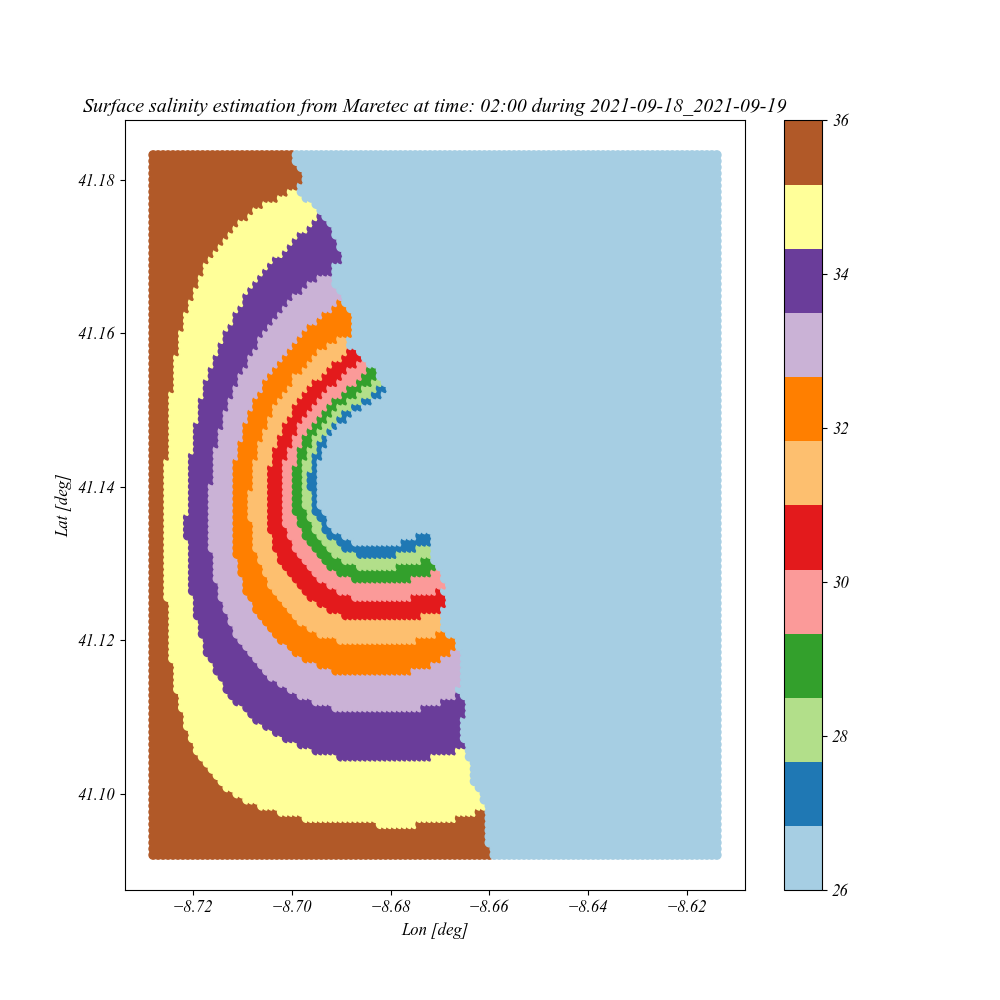 Surface salinity estimation from Maretec at time: 02:00 during 2021-09-18_2021-09-19
36
41.18
34
41.16
32
41.14
Lat [deg]
30
41.12
28
41.10
26
−8.72 −8.70 −8.68 −8.66 −8.64 −8.62
Lon [deg]